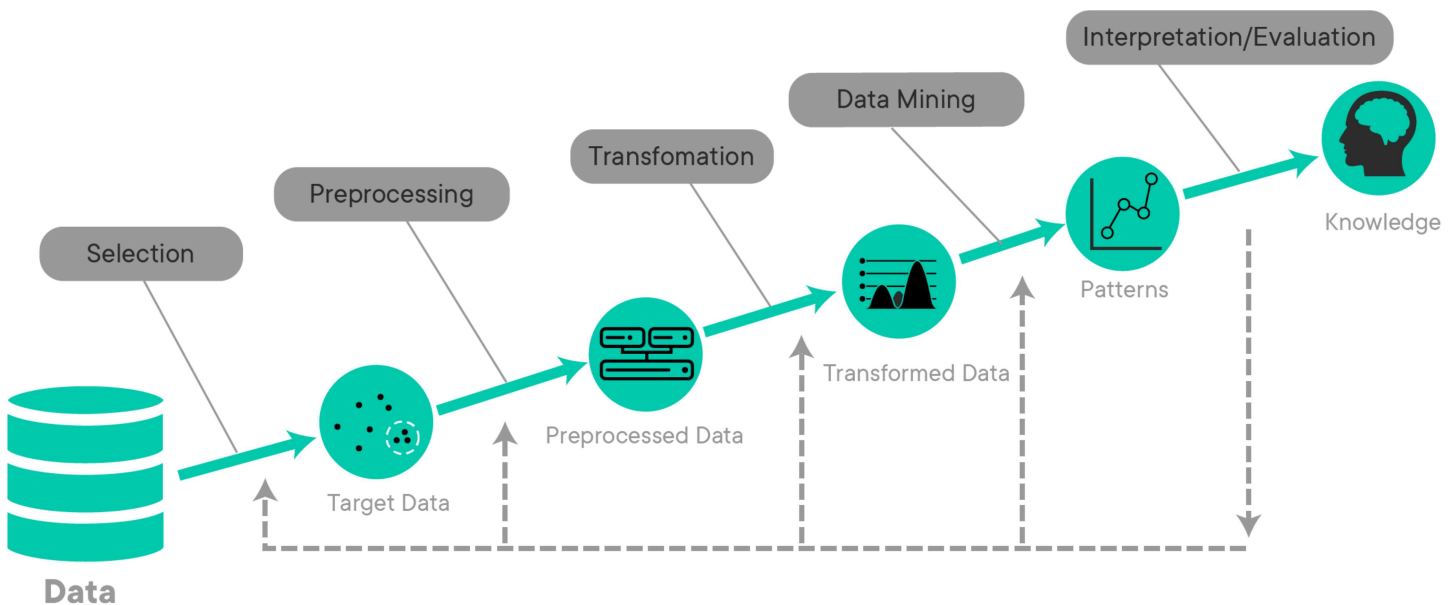 Interpretation/Evaluation
Data Mining
Transfomation
Preprocessing
Selection
Knowledge
Patterns
Transformed Data
Preprocessed Data
Target Data
Data